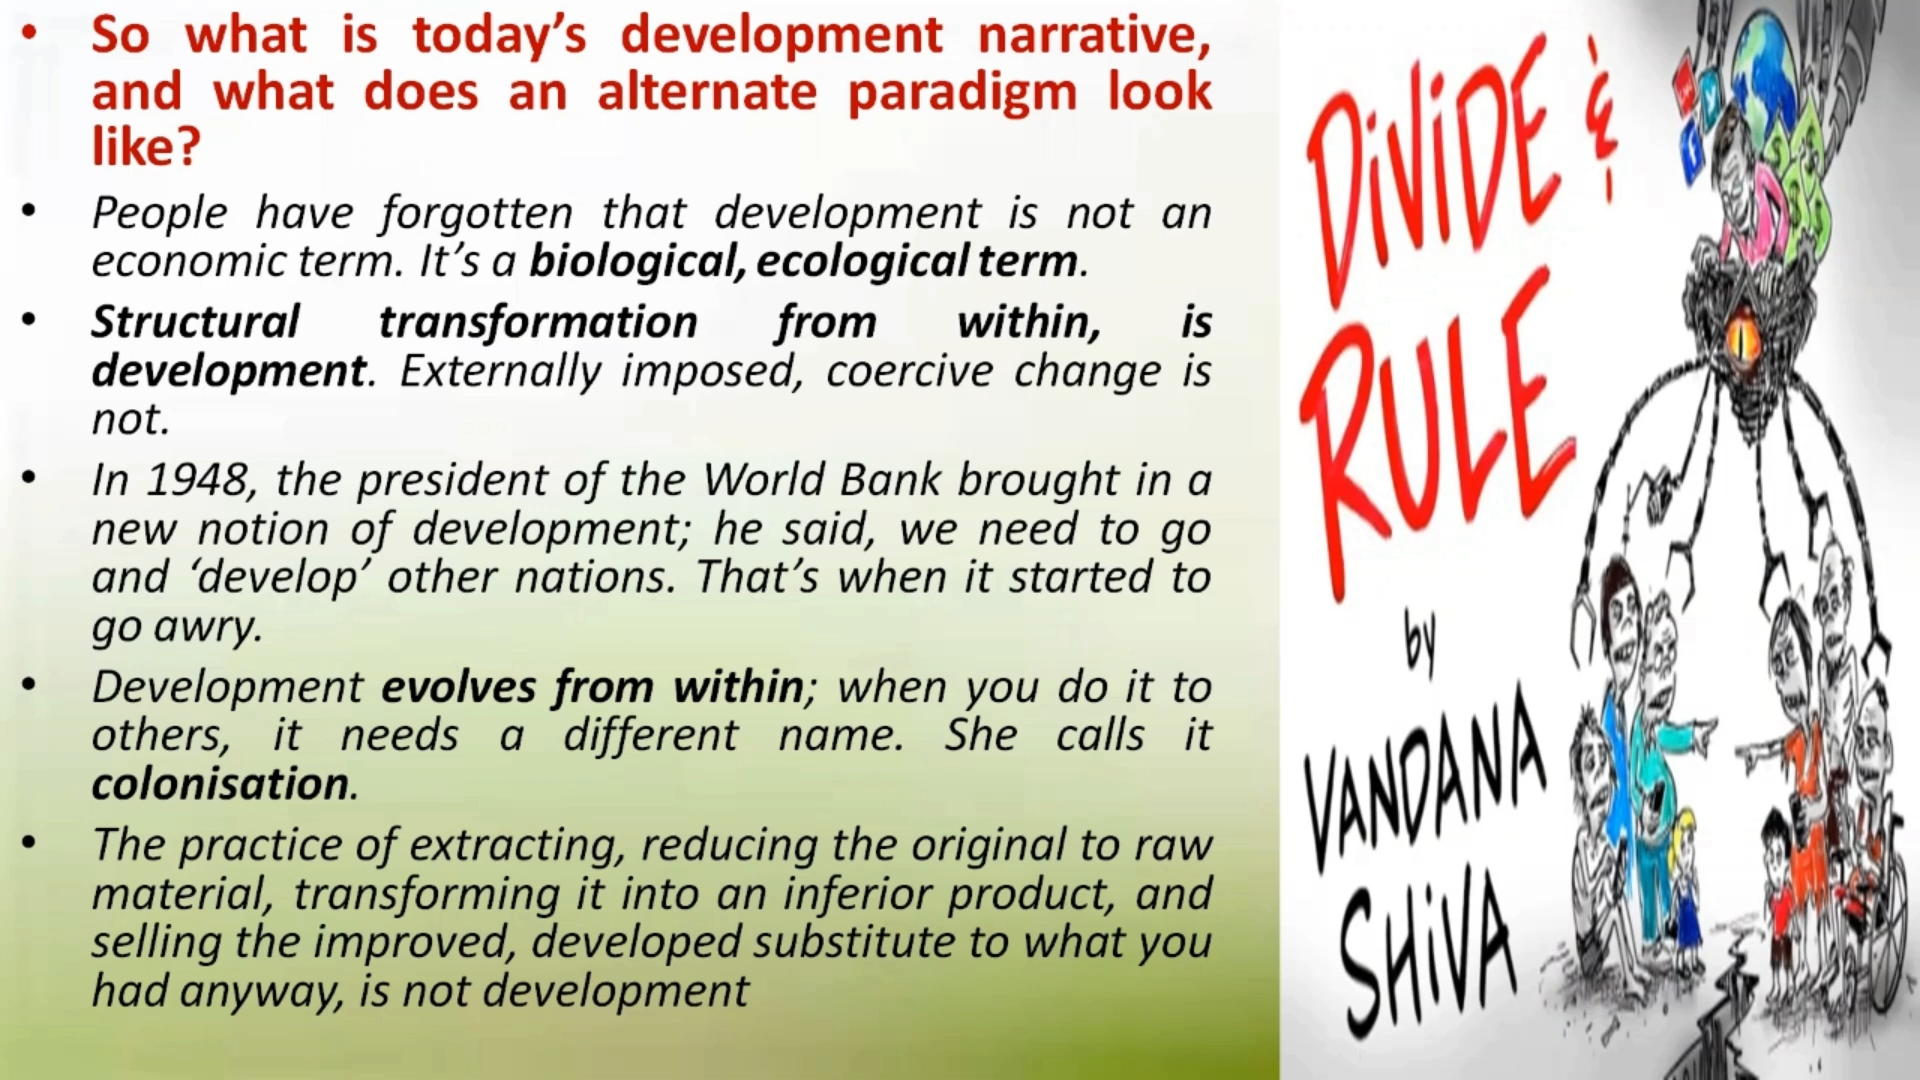 • So what is today’s development narrative,
and what does an alternate paradigm look
like?
• People have forgotten that development is not an
economic term. It’s a biological, ecological term.
• Structural transformation from within, is
development. Externally imposed, coercive change is
not.
• In 1948, the president of the World Bank brought in a
new notion of development; he said, we need to go
and ‘develop’ other nations. That’s when it started to
go awry.
• Development evolves from within; when you do it to
others, it needs a different name. She calls it
colonisation.
• The practice of extracting, reducing the original to raw
material, transforming it into an inferior product, and
selling the improved, developed substitute to what you
had anyway, is not development
DiViDE &
RULE
by
VANDANA
SHiVA